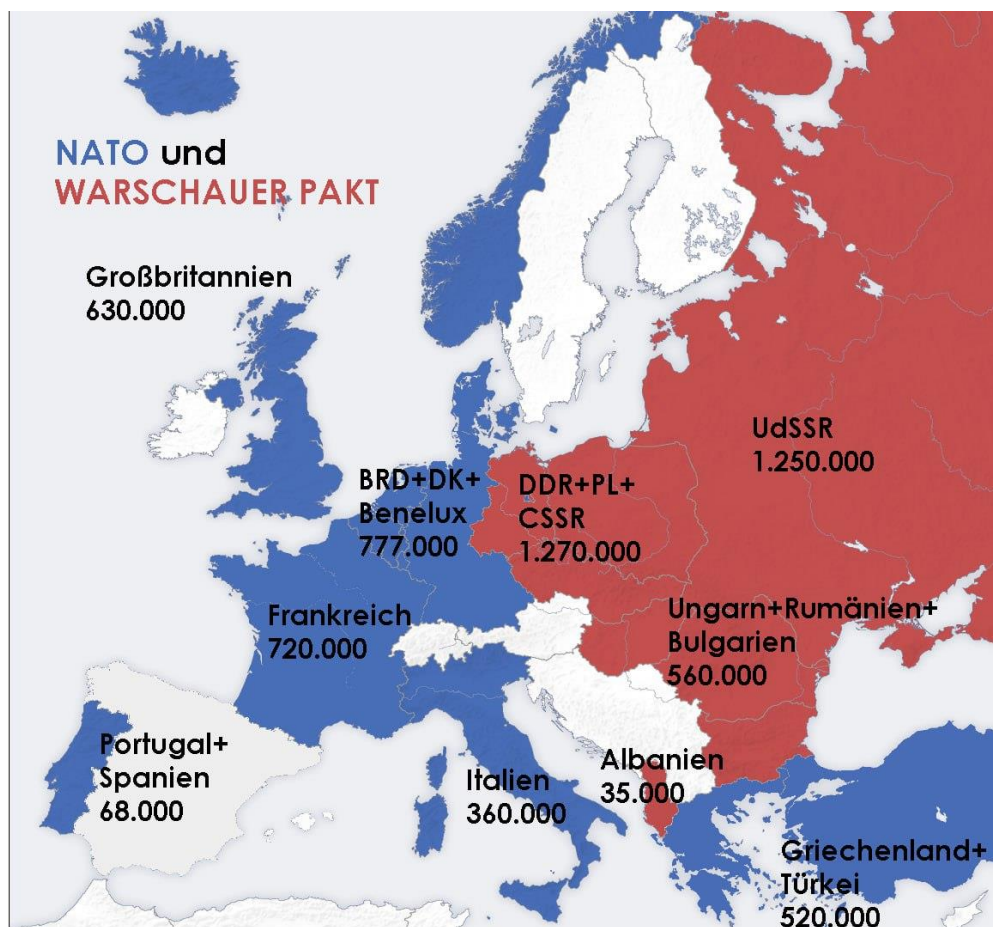 NATO und
WARSCHAUER PAKT
Großbritannien
630.000
UdSSR
1.250.000
BRD+DK+
Benelux
777.000
DDR+PL+
CSSR
1.270.000
Frankreich
720.000
Ungarn+Rumänien+
Bulgarien
560.000
Portugal+
Spanien
68.000
Italien
360.000
Albanien
35.000
Griechenland+
Türkei
520.000